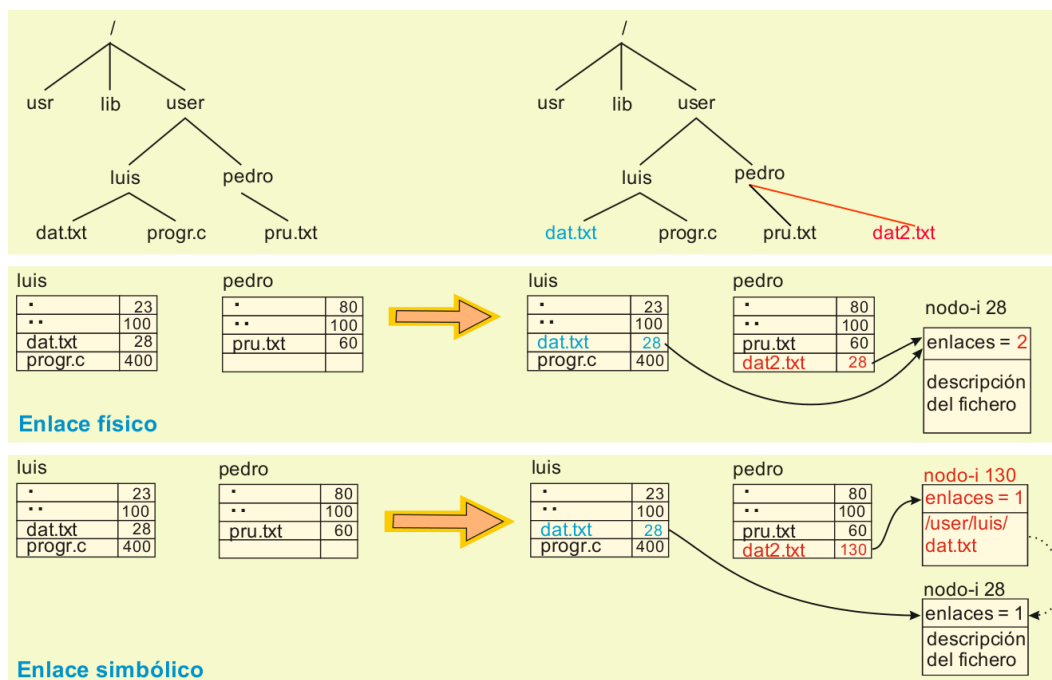 /
usr lib user
luis pedro
dat.txt progr.c pru.txt
/
usr lib user
luis pedro
dat.txt progr.c pru.txt dat2.txt
luis
. 23
.. 100
dat.txt 28
progr.c 400
pedro
. 80
.. 100
pru.txt 60
luis
. 23
.. 100
dat.txt 28
progr.c 400
pedro
. 80
.. 100
pru.txt 60
dat2.txt 28
nodo-i 28
enlaces = 2
descripción
del fichero
Enlace físico
luis
. 23
.. 100
dat.txt 28
progr.c 400
pedro
. 80
.. 100
pru.txt 60
luis
. 23
.. 100
dat.txt 28
progr.c 400
pedro
. 80
.. 100
pru.txt 60
dat2.txt 130
nodo-i 130
enlaces = 1
/user/luis/
dat.txt
nodo-i 28
enlaces = 1
descripción
del fichero
Enlace simbólico